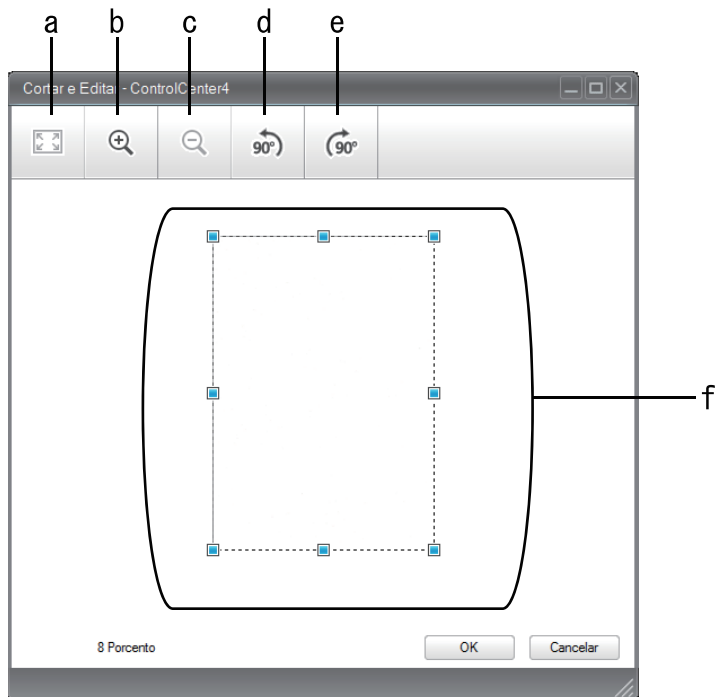 a b c d e
Cortar e Editar - ControlCenter4
90° 90°
f
8 Porcento OK Cancelar